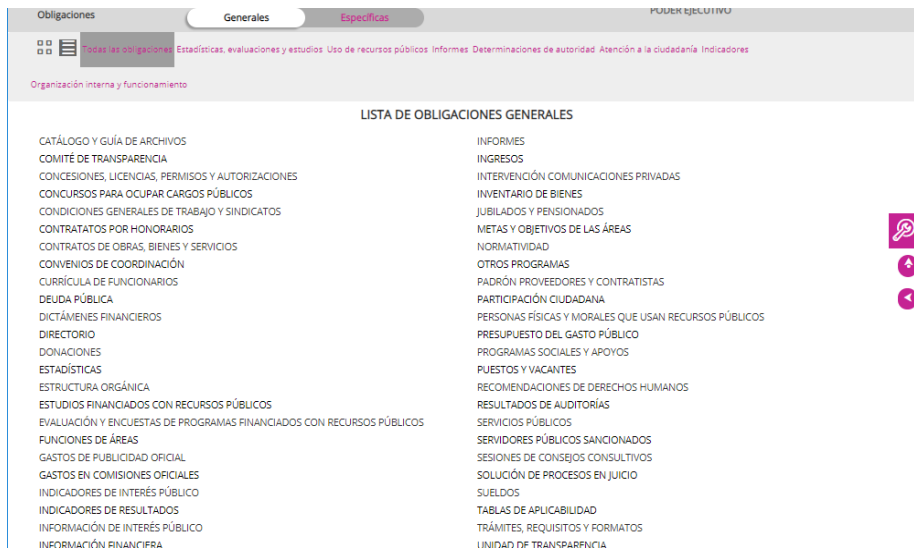 Obligaciones
Generales
Específicas
PODER EJECUTIVO
Todas las obligaciones Estadísticas, evaluaciones y estudios Uso de recursos públicos Informes Determinaciones de autoridad Atención a la ciudadanía Indicadores
Organización interna y funcionamiento
LISTA DE OBLIGACIONES GENERALES
CATÁLOGO Y GUÍA DE ARCHIVOS
COMITÉ DE TRANSPARENCIA
CONCESIONES, LICENCIAS, PERMISOS Y AUTORIZACIONES
CONCURSOS PARA OCUPAR CARGOS PÚBLICOS
CONDICIONES GENERALES DE TRABAJO Y SINDICATOS
CONTRATATOS POR HONORARIOS
CONTRATOS DE OBRAS, BIENES Y SERVICIOS
CONVENIOS DE COORDINACIÓN
CURRÍCULA DE FUNCIONARIOS
DEUDA PÚBLICA
DICTÁMENES FINANCIEROS
DIRECTORIO
DONACIONES
ESTADÍSTICAS
ESTRUCTURA ORGÁNICA
ESTUDIOS FINANCIADOS CON RECURSOS PÚBLICOS
EVALUACIÓN Y ENCUESTAS DE PROGRAMAS FINANCIADOS CON RECURSOS PÚBLICOS
FUNCIONES DE ÁREAS
GASTOS DE PUBLICIDAD OFICIAL
GASTOS EN COMISIONES OFICIALES
INDICADORES DE INTERÉS PÚBLICO
INDICADORES DE RESULTADOS
INFORMACIÓN DE INTERÉS PÚBLICO
INFORMACIÓN FINANCIERA
INFORMES
INGRESOS
INTERVENCIÓN COMUNICACIONES PRIVADAS
INVENTARIO DE BIENES
JUBILADOS Y PENSIONADOS
METAS Y OBJETIVOS DE LAS ÁREAS
NORMATIVIDAD
OTROS PROGRAMAS
PADRÓN PROVEEDORES Y CONTRATISTAS
PARTICIPACIÓN CIUDADANA
PERSONAS FÍSICAS Y MORALES QUE USAN RECURSOS PÚBLICOS
PRESUPUESTO DEL GASTO PÚBLICO
PROGRAMAS SOCIALES Y APOYOS
PUESTOS Y VACANTES
RECOMENDACIONES DE DERECHOS HUMANOS
RESULTADOS DE AUDITORÍAS
SERVICIOS PÚBLICOS
SERVIDORES PÚBLICOS SANCIONADOS
SESIONES DE CONSEJOS CONSULTIVOS
SOLUCIÓN DE PROCESOS EN JUICIO
SUELDOS
TABLAS DE APLICABILIDAD
TRÁMITES, REQUISITOS Y FORMATOS
UNIDAD DE TRANSPARENCIA